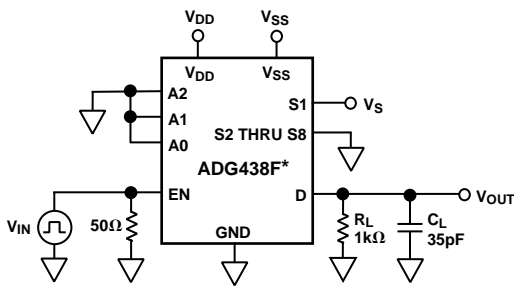 VDD VSS
VDD VSS
A2
A1
A0
S1 VS
S2 THRU S8
ADG438F*
EN D VOUT
VIN 50Ω
GND
RL
1kΩ
CL
35pF